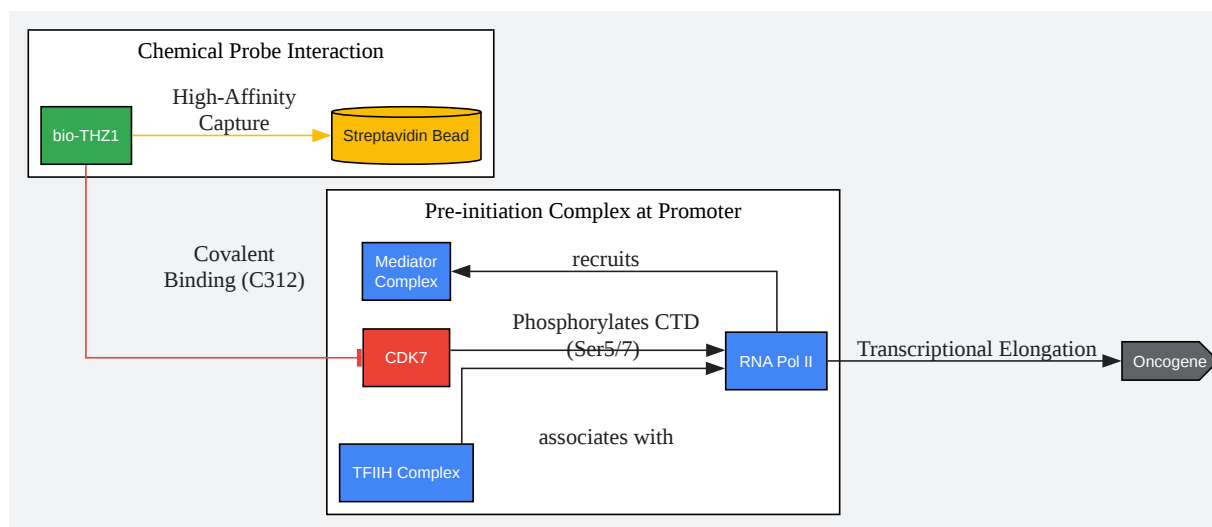 Chemical Probe Interaction
High-Affinity
Capture
bio-THZ1
Streptavidin Bead
Pre-initiation Complex at Promoter
Covalent
Binding (C312)
Mediator
Complex
recruits
Phosphorylates CTD
(Ser5/7)
CDK7
RNA Pol II
Transcriptional Elongation
Oncogene
associates with
TFIIH Complex